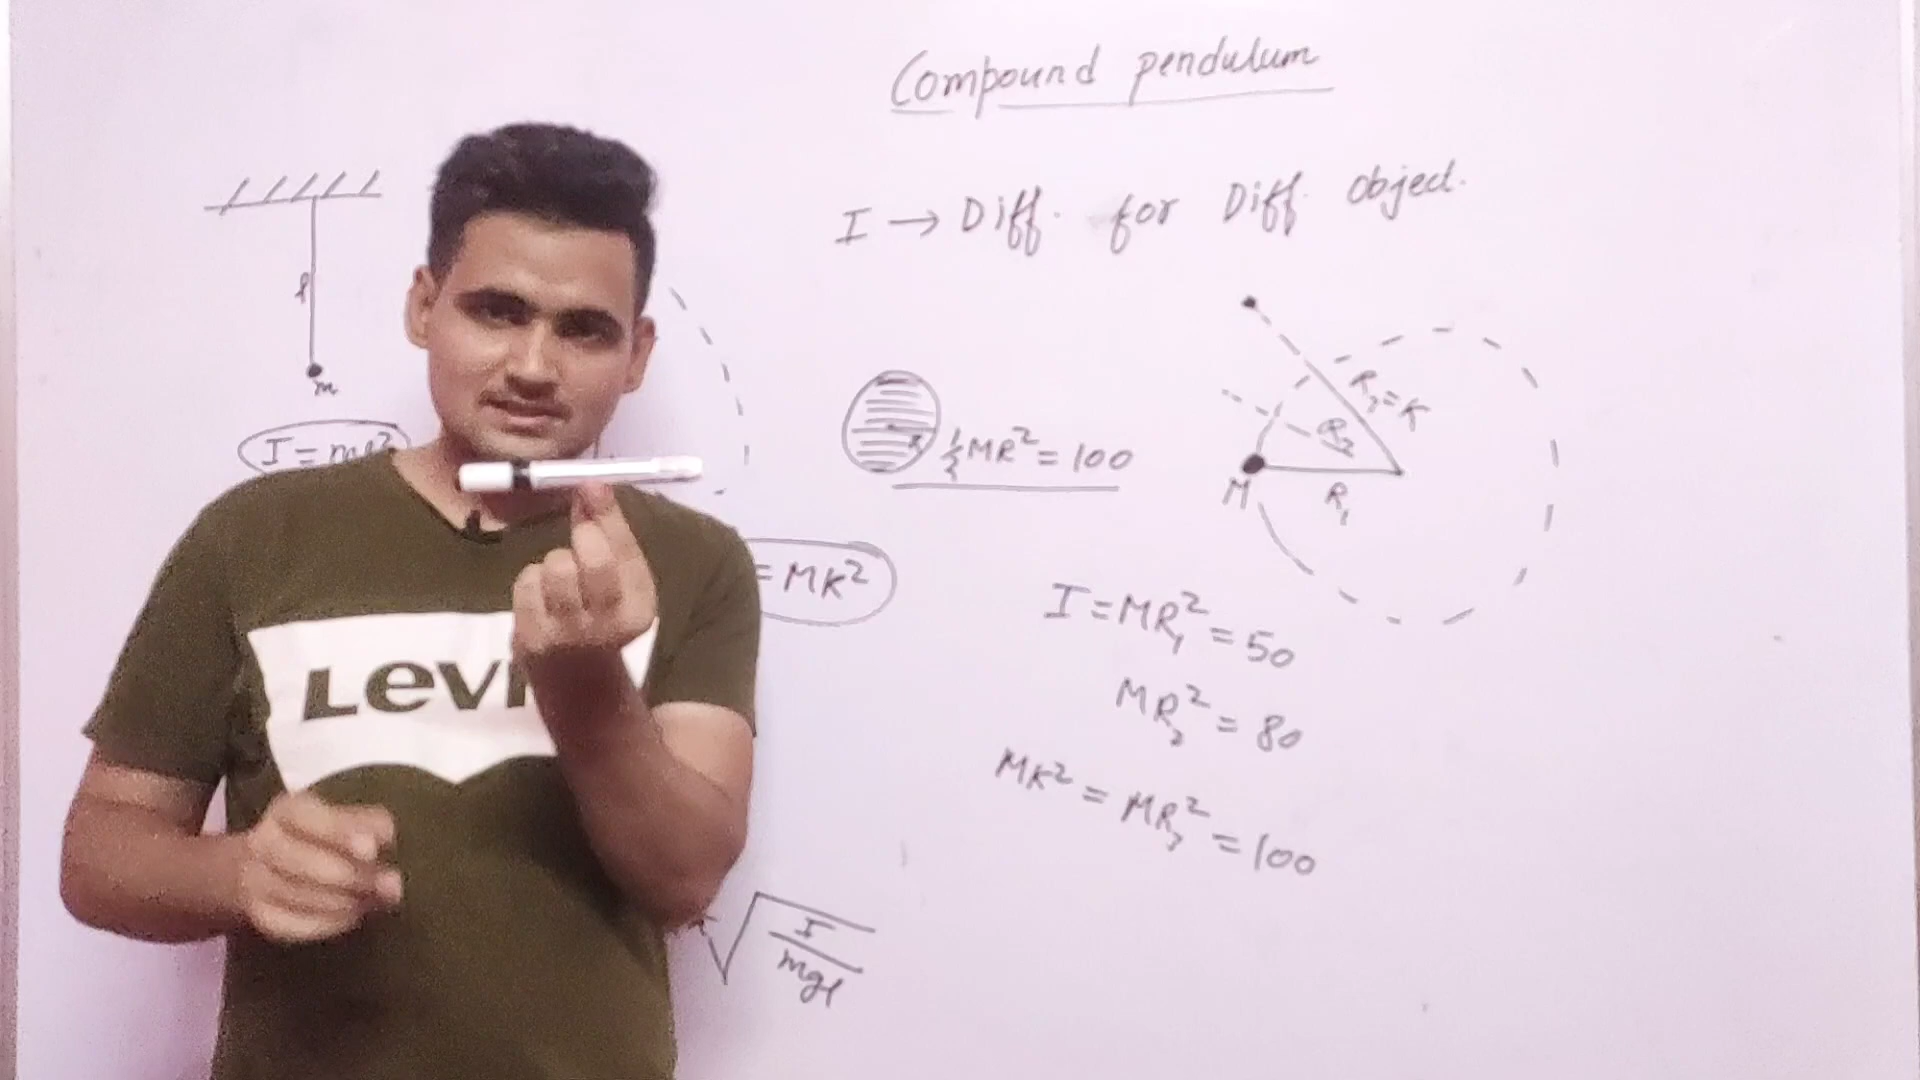 Compound pendulum
I → Diff. for Diff. object.
l
m
I = ml²
½MR² = 100
R
R₃ = K
R₂
R₁
M
= MK²
I = MR₁² = 50
MR₂² = 80
MK² = MR₃² = 100
√ I / mgl
Levi